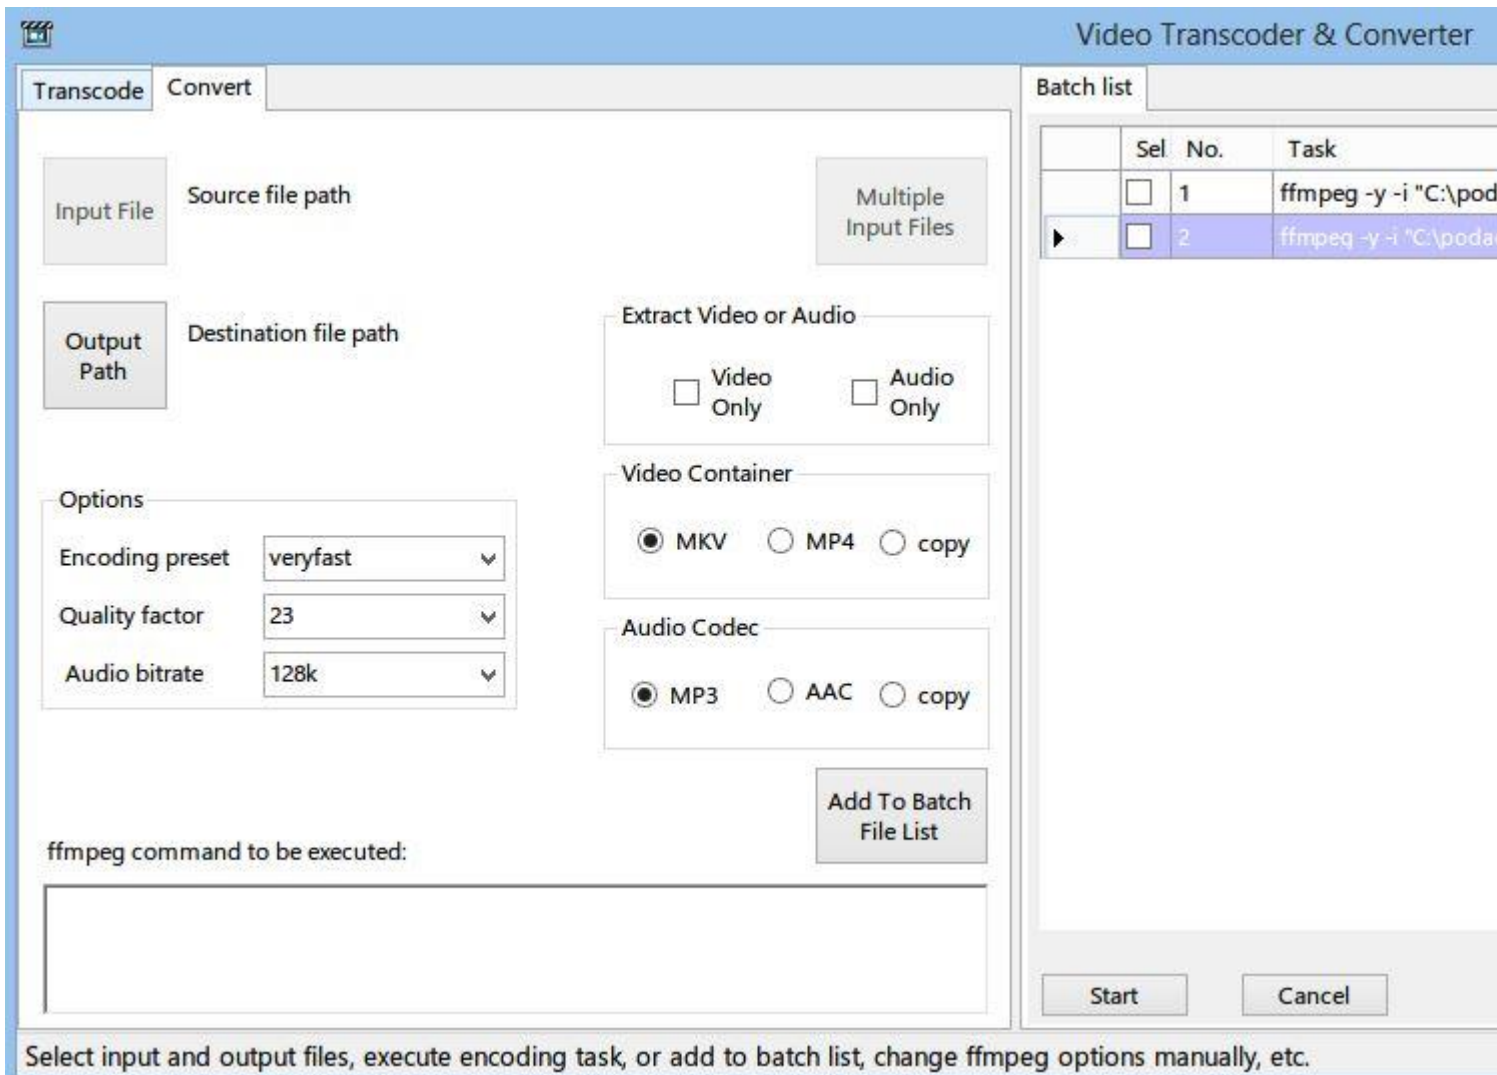 Video Transcoder & Converter
Transcode Convert
Input File
Source file path
Multiple
Input Files
Output
Path
Destination file path
Extract Video or Audio
Video
Only
Audio
Only
Video Container
MKV MP4 copy
Options
Encoding preset veryfast
Quality factor 23
Audio bitrate 128k
Audio Codec
MP3 AAC copy
Add To Batch
File List
ffmpeg command to be executed:
Batch list
Sel No. Task
1 ffmpeg -y -i "C:\pod
2 ffmpeg -y -i "C:\poda
Start Cancel
Select input and output files, execute encoding task, or add to batch list, change ffmpeg options manually, etc.